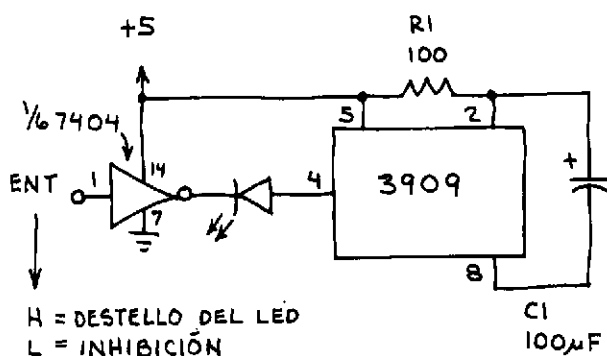 +5
R1
100
1/6 7404
5
2
14
ENT
1
4
3909
+
7
8
H = DESTELLO DEL LED
L = INHIBICIÓN
C1
100µF